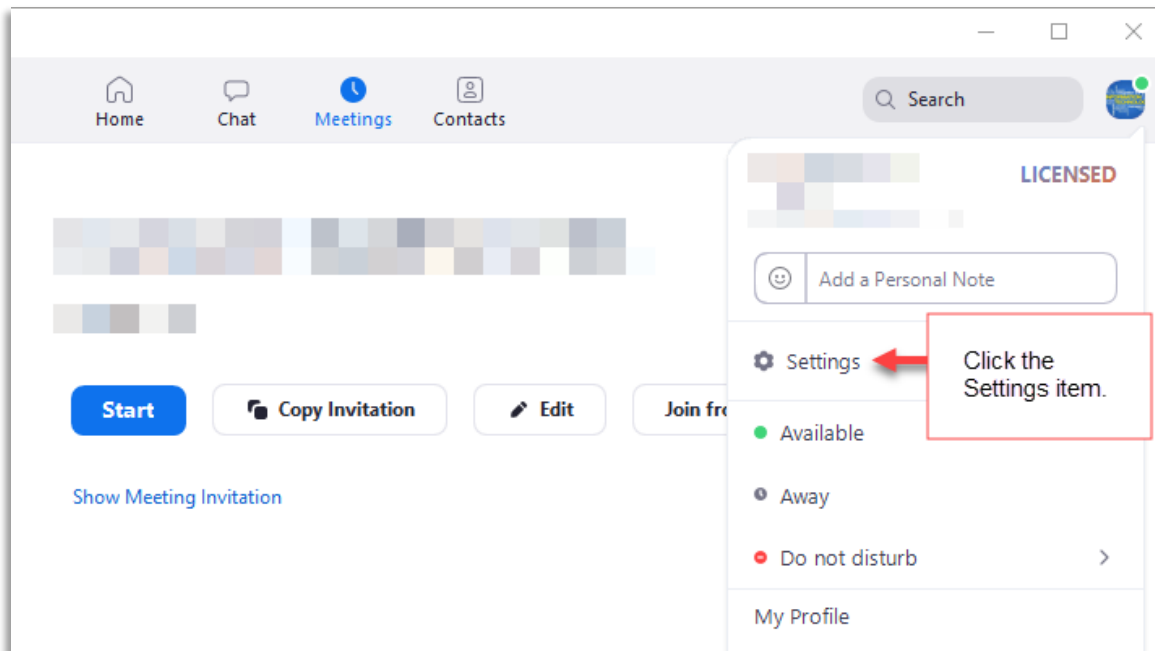 Home
Chat
Meetings
Contacts
Search
LICENSED
Add a Personal Note
Settings
Click the
Settings item.
Start
Copy Invitation
Edit
Join fro
Available
Show Meeting Invitation
Away
Do not disturb
My Profile